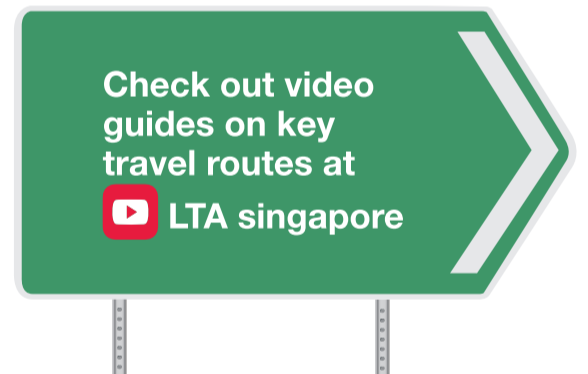 Check out video
guides on key
travel routes at
LTA singapore